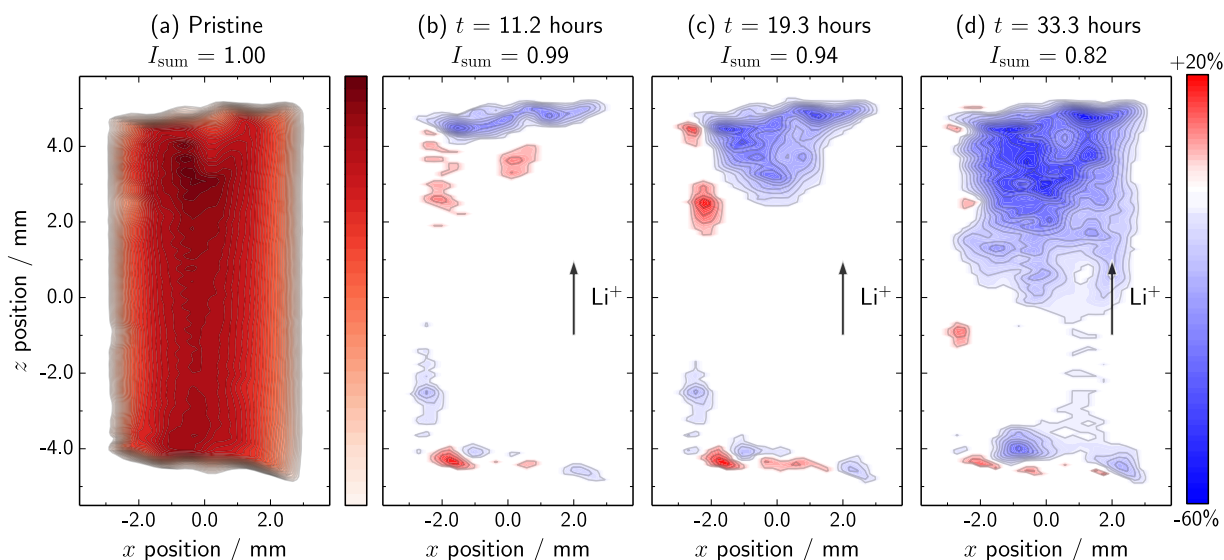 (a) Pristine
I_sum = 1.00
(b) t = 11.2 hours
I_sum = 0.99
(c) t = 19.3 hours
I_sum = 0.94
(d) t = 33.3 hours
I_sum = 0.82
+20%
4.0
2.0
0.0
-2.0
-4.0
z position / mm
Li+
Li+
Li+
-60%
-2.0 0.0 2.0
-2.0 0.0 2.0
-2.0 0.0 2.0
-2.0 0.0 2.0
x position / mm
x position / mm
x position / mm
x position / mm